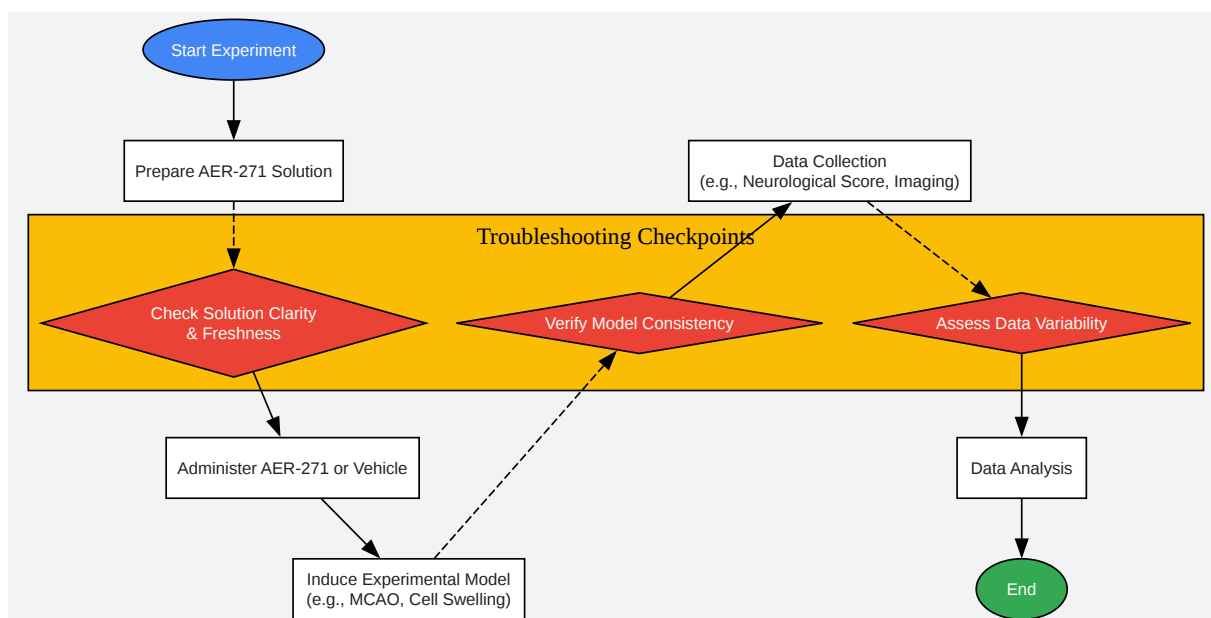 Start Experiment
Prepare AER-271 Solution
Data Collection
(e.g., Neurological Score, Imaging)
Troubleshooting Checkpoints
Check Solution Clarity
& Freshness
Verify Model Consistency
Assess Data Variability
Administer AER-271 or Vehicle
Data Analysis
Induce Experimental Model
(e.g., MCAO, Cell Swelling)
End